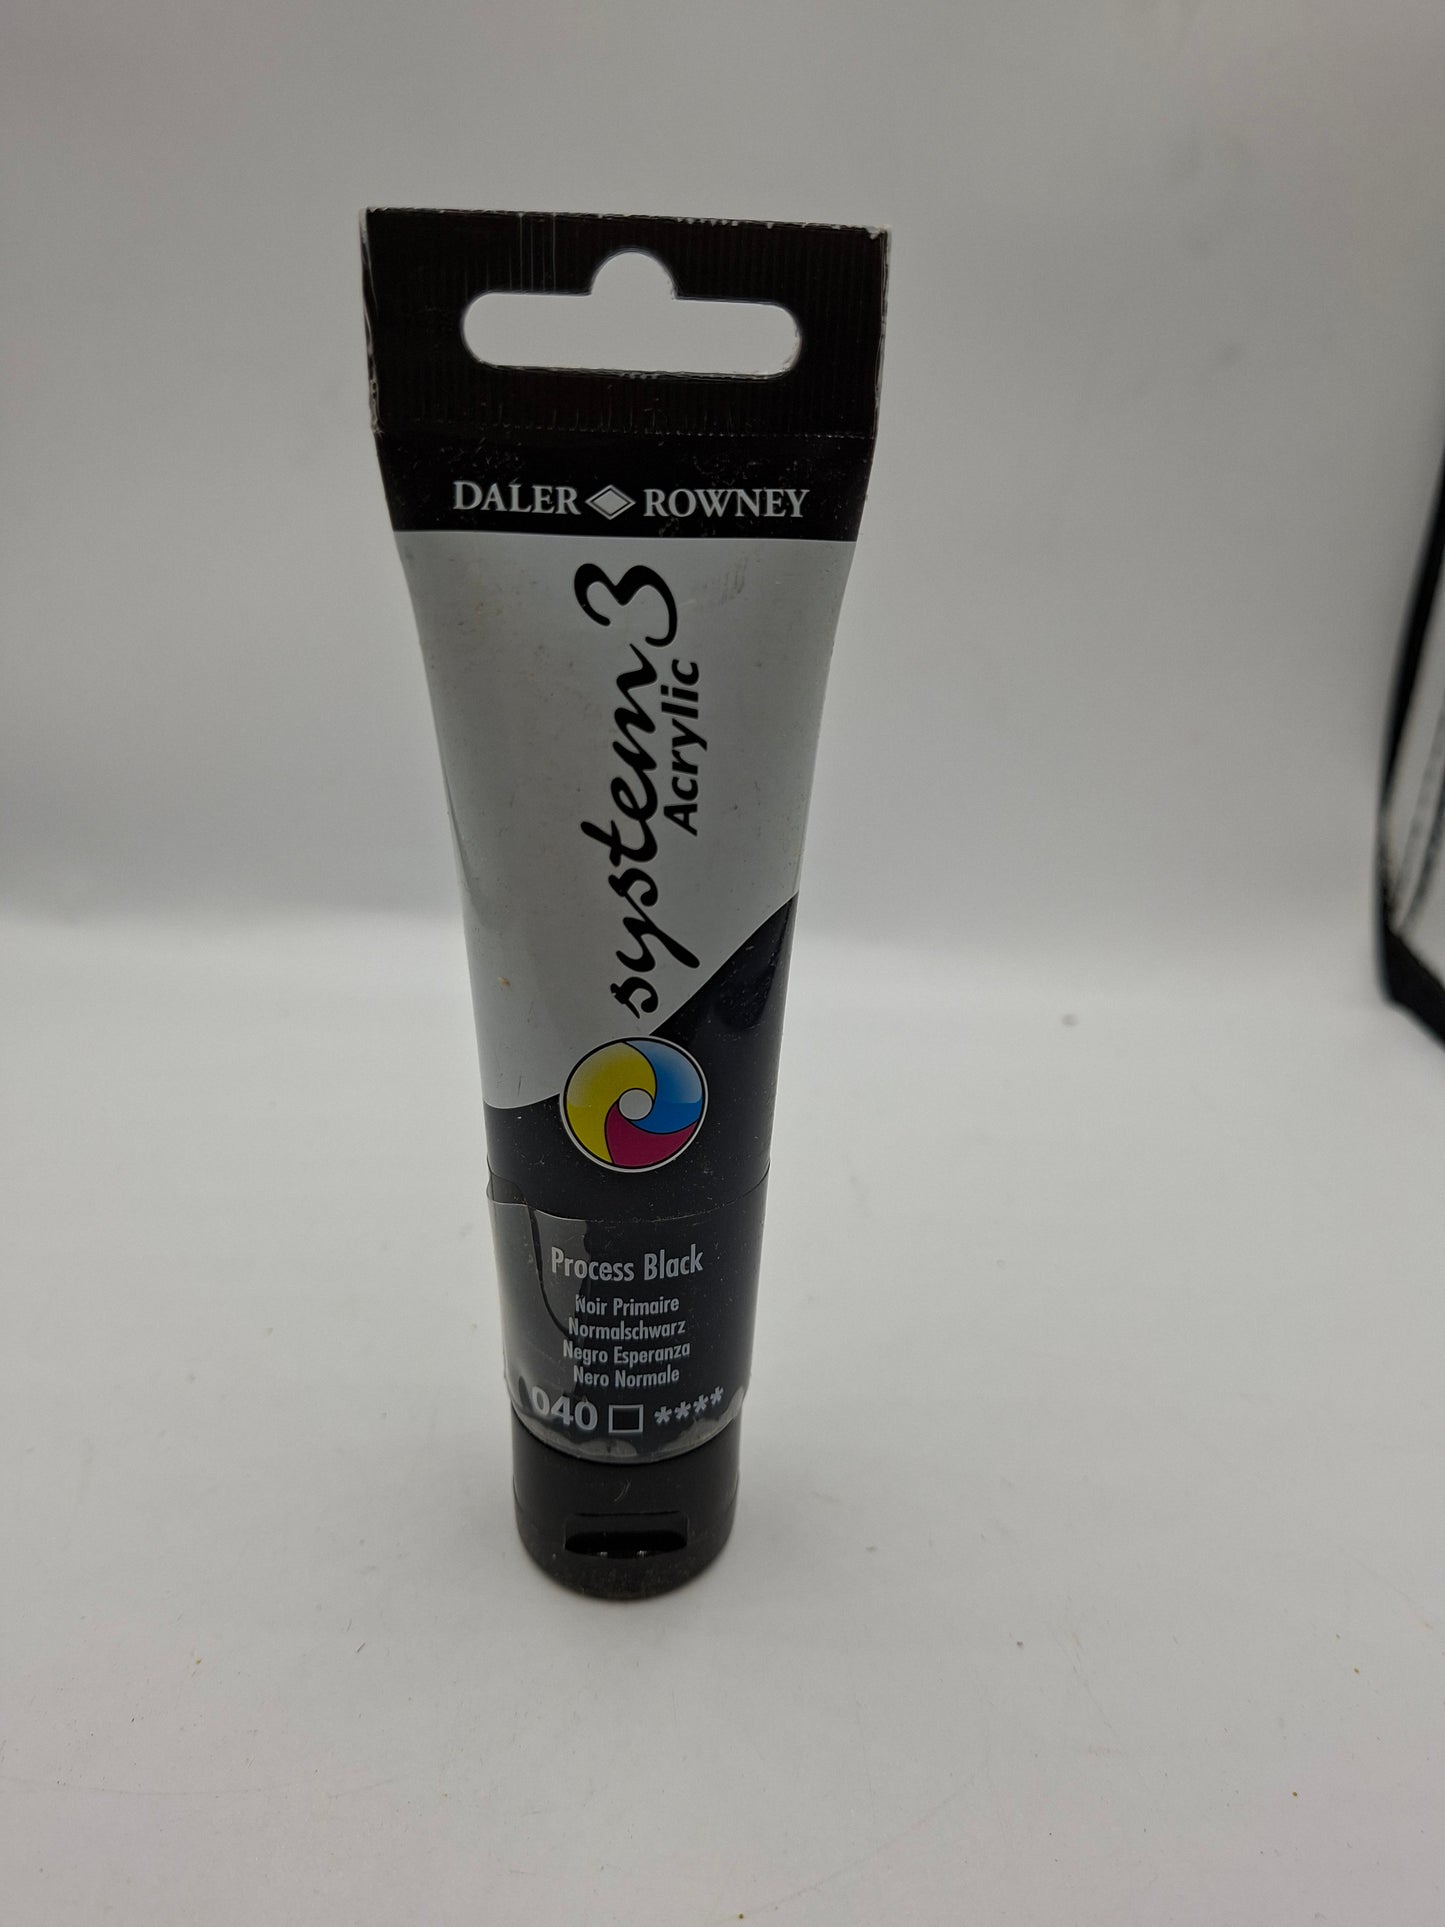 DALER ROWNEY
system 3
Acrylic
Process Black
Noir Primaire
Normalschwarz
Negro Esperanza
Nero Normale
040 □ ****